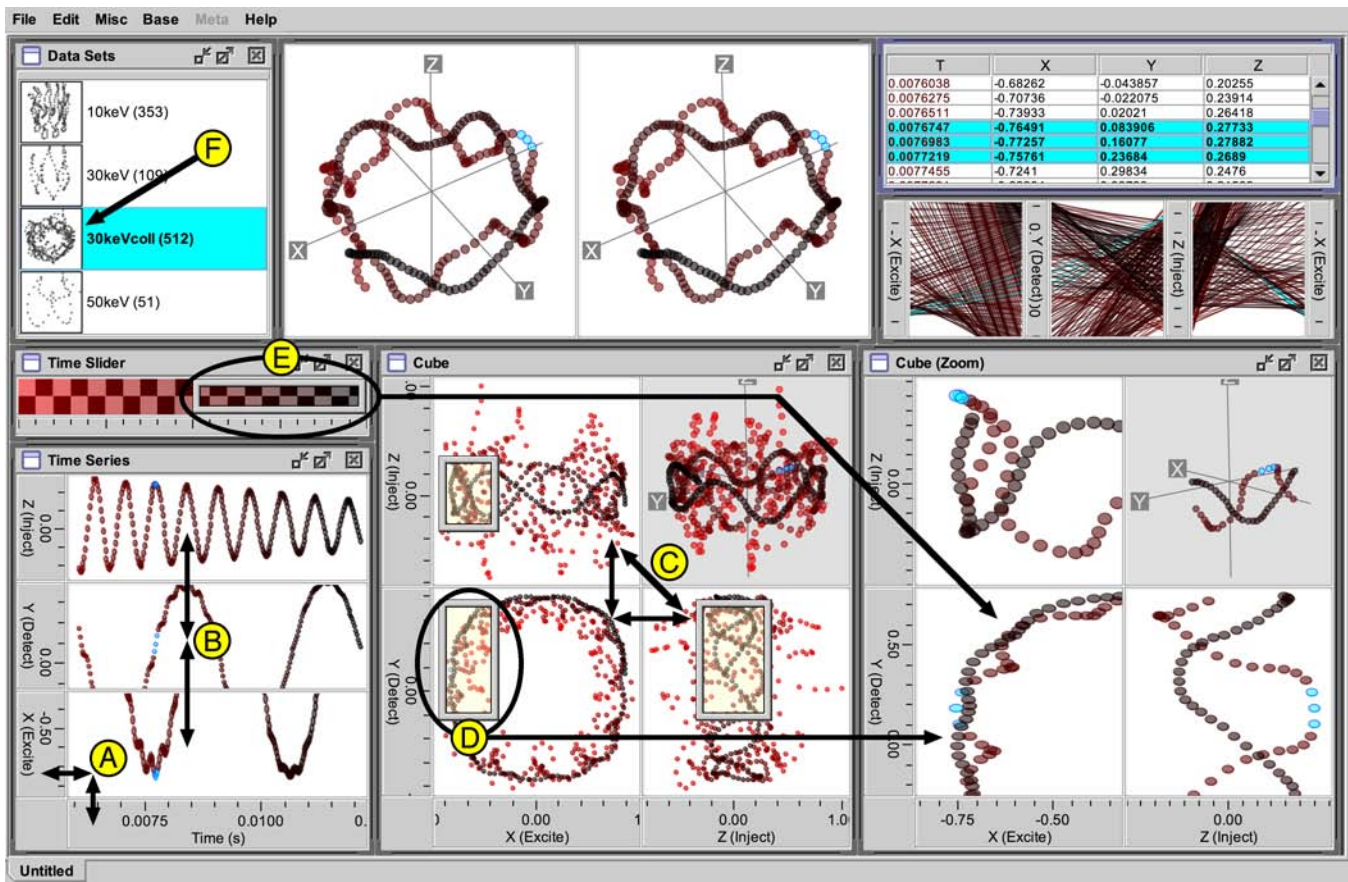 File Edit Misc Base Meta Help
Data Sets
10keV (353)
30keV (109)
30keVcoll (512)
50keV (51)
F
Z
X
Y
Z
X
Y
T X Y Z
0.0076038 -0.68262 -0.043857 0.20255
0.0076275 -0.70736 -0.022075 0.23914
0.0076511 -0.73933 0.02021 0.26418
0.0076747 -0.76491 0.083906 0.27733
0.0076983 -0.77257 0.16077 0.27882
0.0077219 -0.75761 0.23684 0.2689
0.0077455 -0.7241 0.29834 0.2476
X (Excite)
Y (Detect)
Z (Inject)
X (Excite)
Time Slider
E
Time Series
Z (Inject)
0.00
Y (Detect)
0.00
X (Excite)
-0.50
A
B
0.0075 0.0100 0.
Time (s)
Cube
Z (Inject)
0.00
Y
C
Y (Detect)
0.00
D
0.00 1
X (Excite)
0.00 1.0
Z (Inject)
Cube (Zoom)
Z (Inject)
0.00
X
Y
Y (Detect)
0.50
0.00
-0.75 -0.50
X (Excite)
0.00
Z (Inject)
Untitled